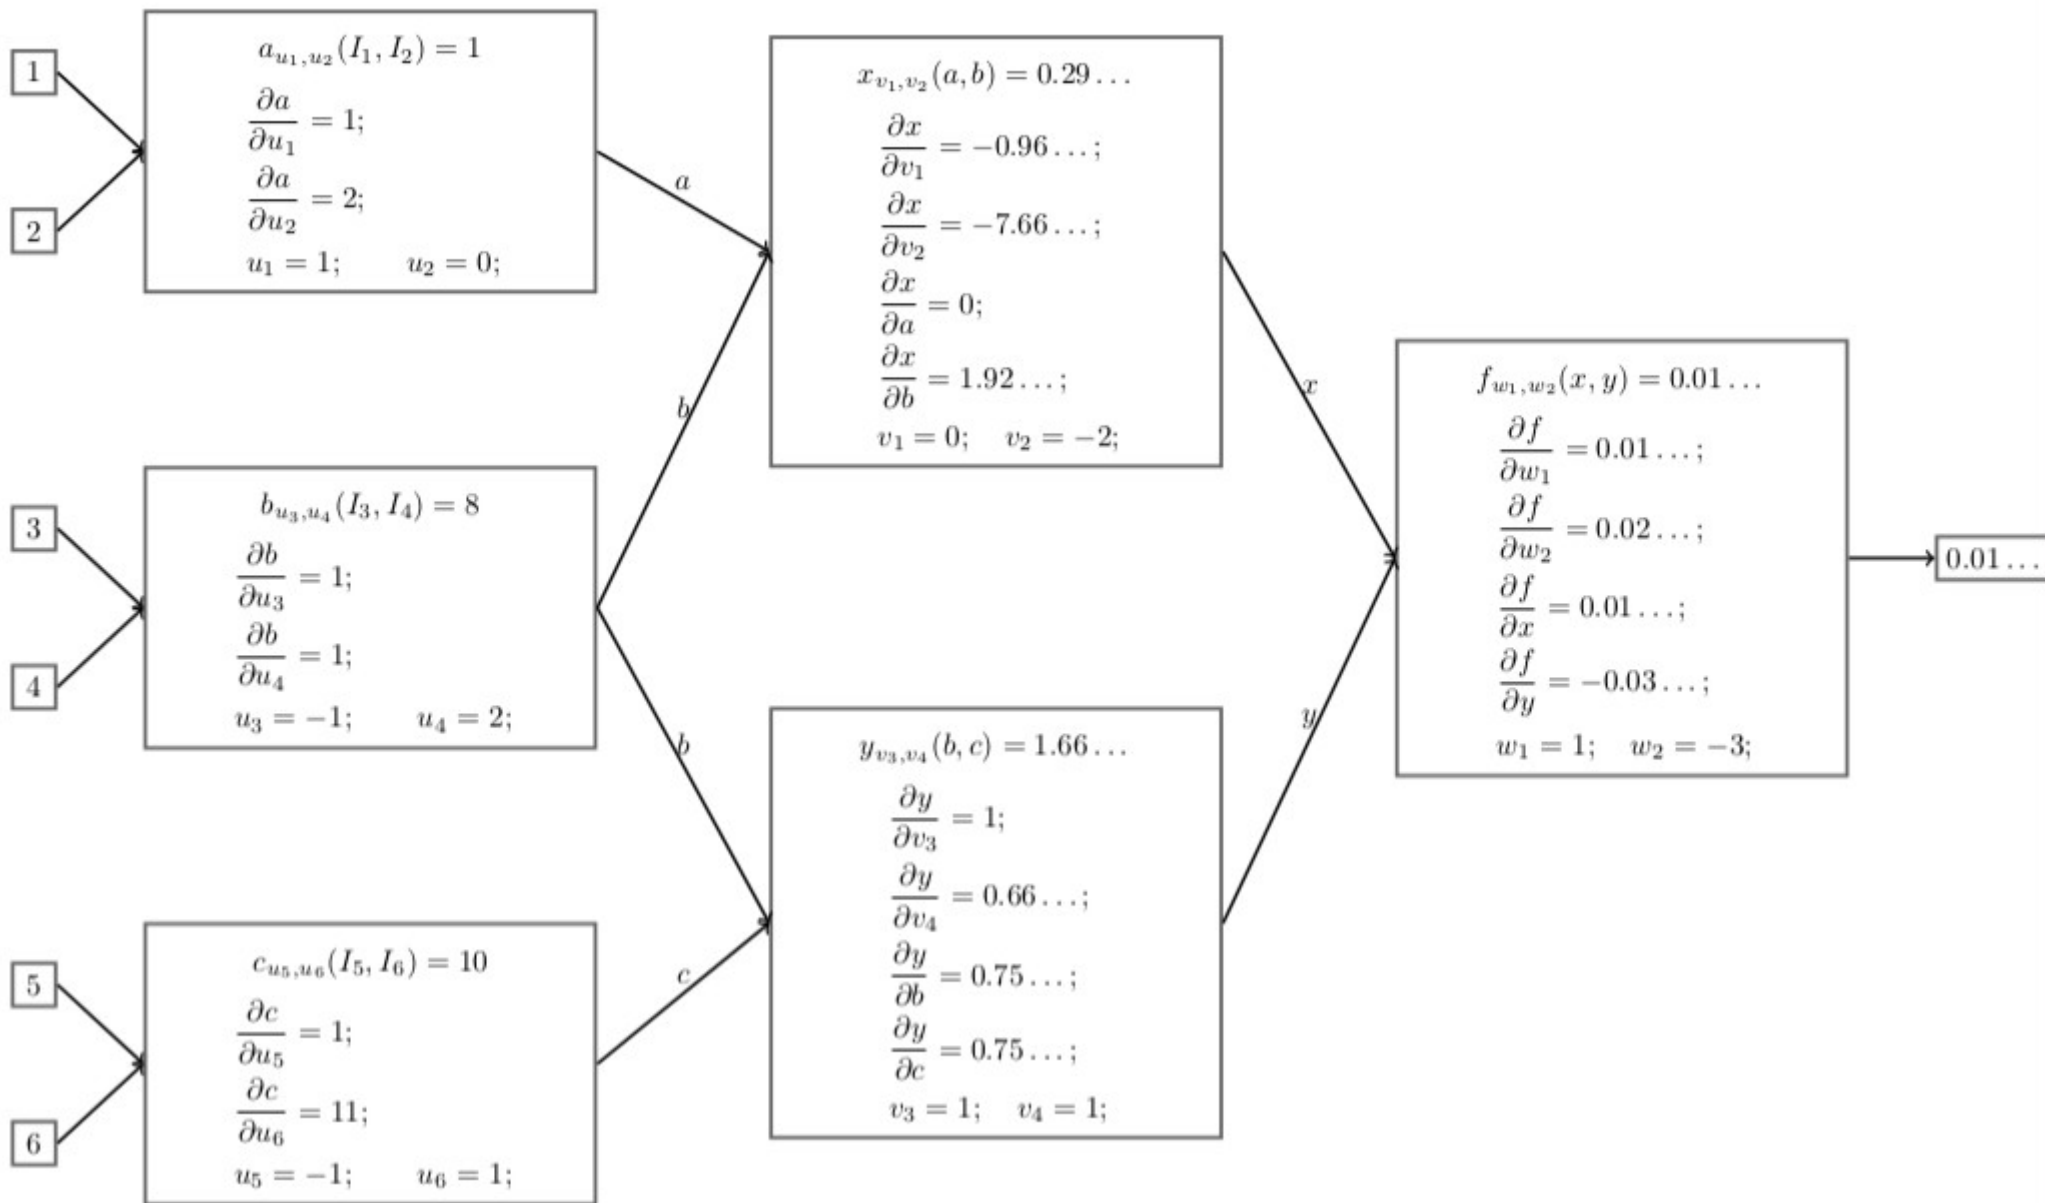 1
2
a_{u_1,u_2}(I_1, I_2) = 1
∂a/∂u_1 = 1;
∂a/∂u_2 = 2;
u_1 = 1; u_2 = 0;
3
4
b_{u_3,u_4}(I_3, I_4) = 8
∂b/∂u_3 = 1;
∂b/∂u_4 = 1;
u_3 = −1; u_4 = 2;
5
6
c_{u_5,u_6}(I_5, I_6) = 10
∂c/∂u_5 = 1;
∂c/∂u_6 = 11;
u_5 = −1; u_6 = 1;
a
b
b
c
x_{v_1,v_2}(a, b) = 0.29...
∂x/∂v_1 = −0.96...;
∂x/∂v_2 = −7.66...;
∂x/∂a = 0;
∂x/∂b = 1.92...;
v_1 = 0; v_2 = −2;
y_{v_3,v_4}(b, c) = 1.66...
∂y/∂v_3 = 1;
∂y/∂v_4 = 0.66...;
∂y/∂b = 0.75...;
∂y/∂c = 0.75...;
v_3 = 1; v_4 = 1;
x
y
f_{w_1,w_2}(x, y) = 0.01...
∂f/∂w_1 = 0.01...;
∂f/∂w_2 = 0.02...;
∂f/∂x = 0.01...;
∂f/∂y = −0.03...;
w_1 = 1; w_2 = −3;
0.01...